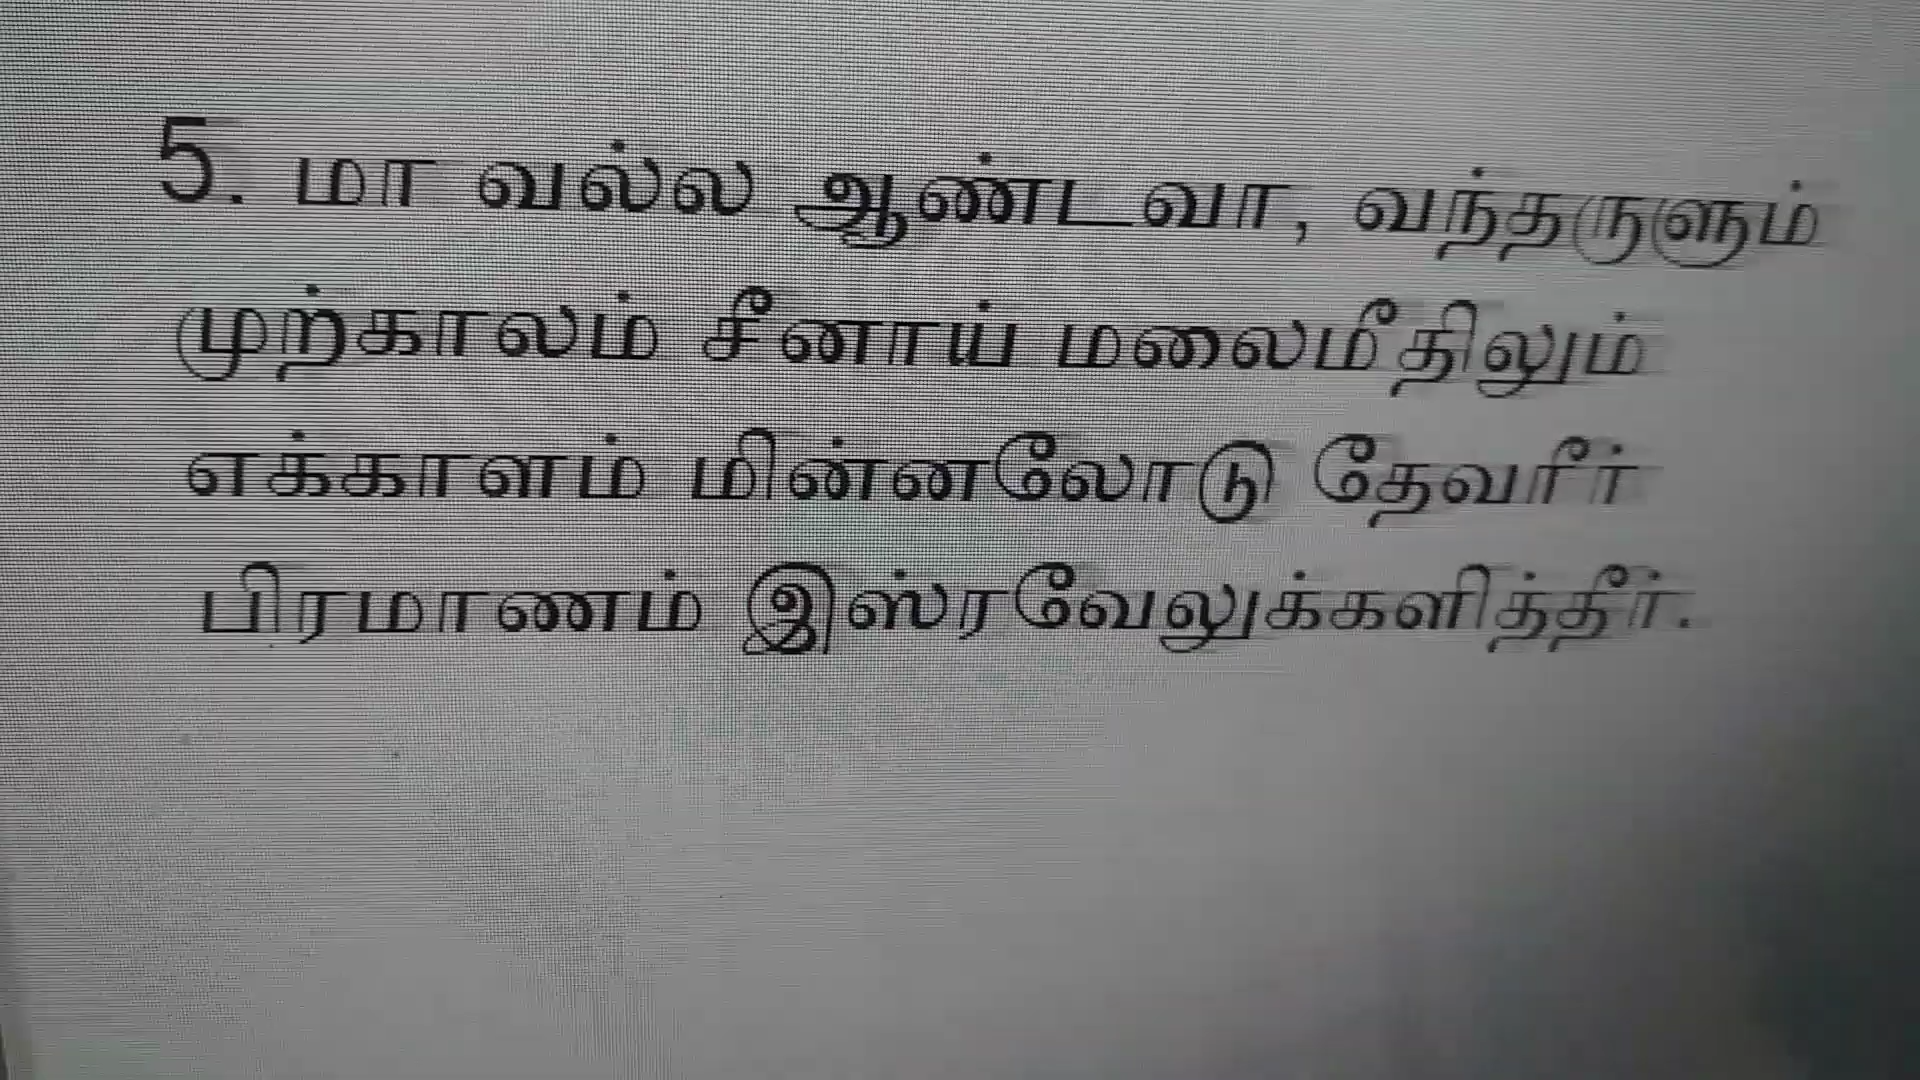 5. மா வல்ல ஆண்டவா, வந்தருளும்
முற்காலம் சீனாய் மலைமீதிலும்
எக்காளம் மின்னலோடு தேவரீர்
பிரமாணம் இஸ்ரவேலுக்களித்தீர்.